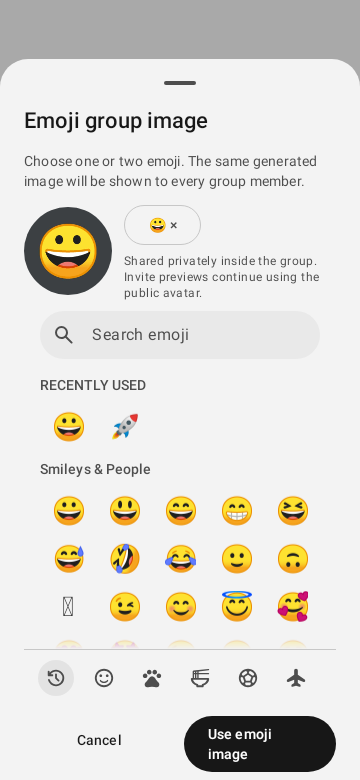 Emoji group image
Choose one or two emoji. The same generated
image will be shown to every group member.
😀 ×
Shared privately inside the group.
Invite previews continue using the
public avatar.
Search emoji
RECENTLY USED
Smileys & People
Cancel
Use emoji
image